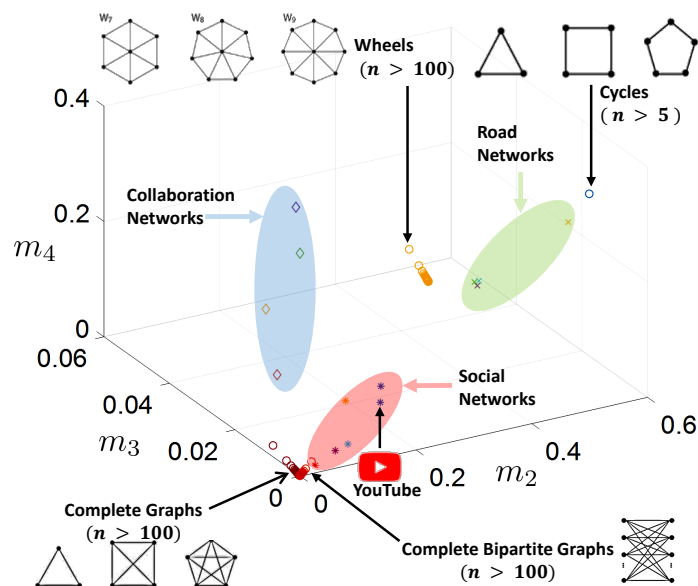 W₇
W₈
W₉
Wheels
(n > 100)
Cycles
( n > 5 )
Road
Networks
Collaboration
Networks
Social
Networks
YouTube
Complete Graphs
(n > 100)
Complete Bipartite Graphs
(n > 100)
m₄
0.4
0.2
0
m₃
0.06
0.04
0.02
0
m₂
0
0.2
0.4
0.6